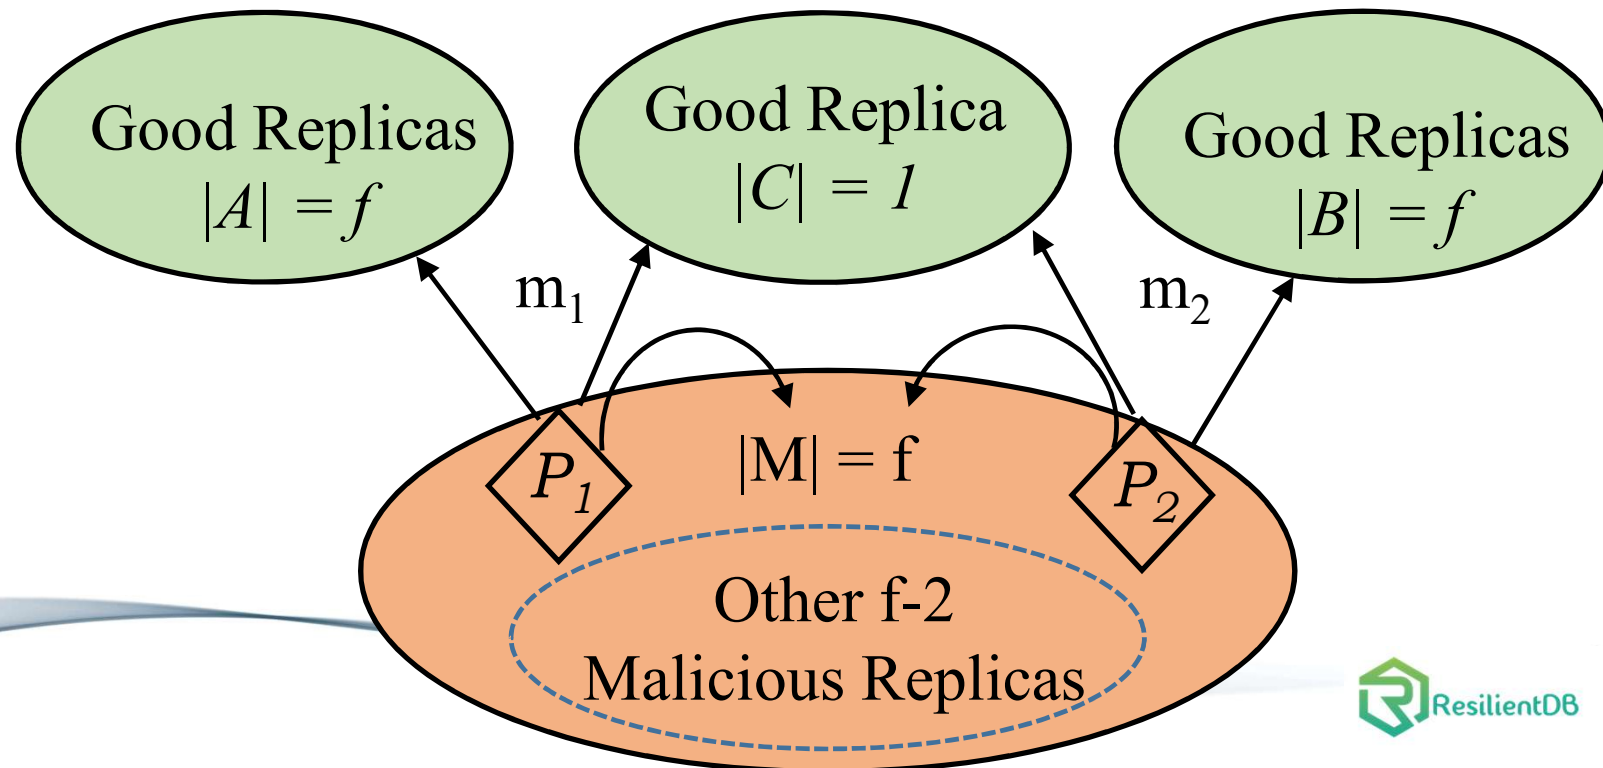 Good Replicas
|A| = f
Good Replica
|C| = 1
Good Replicas
|B| = f
m₁
m₂
P₁
|M| = f
P₂
Other f-2
Malicious Replicas
ResilientDB